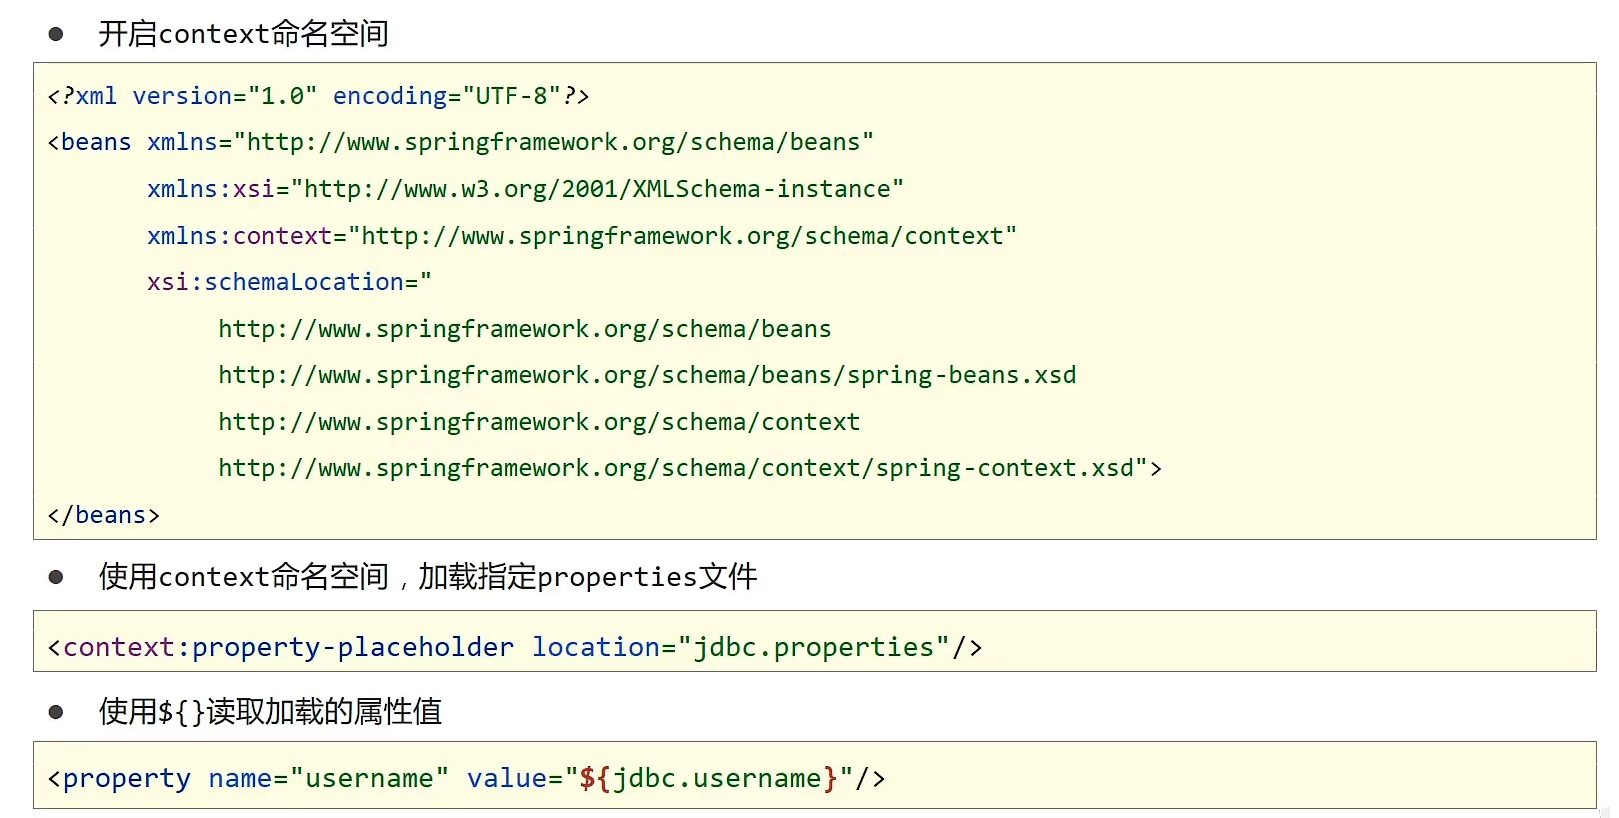 ● 开启context命名空间
<?xml version="1.0" encoding="UTF-8"?>
<beans xmlns="http://www.springframework.org/schema/beans"
xmlns:xsi="http://www.w3.org/2001/XMLSchema-instance"
xmlns:context="http://www.springframework.org/schema/context"
xsi:schemaLocation="
http://www.springframework.org/schema/beans
http://www.springframework.org/schema/beans/spring-beans.xsd
http://www.springframework.org/schema/context
http://www.springframework.org/schema/context/spring-context.xsd">
</beans>
● 使用context命名空间，加载指定properties文件
<context:property-placeholder location="jdbc.properties"/>
● 使用${}读取加载的属性值
<property name="username" value="${jdbc.username}"/>